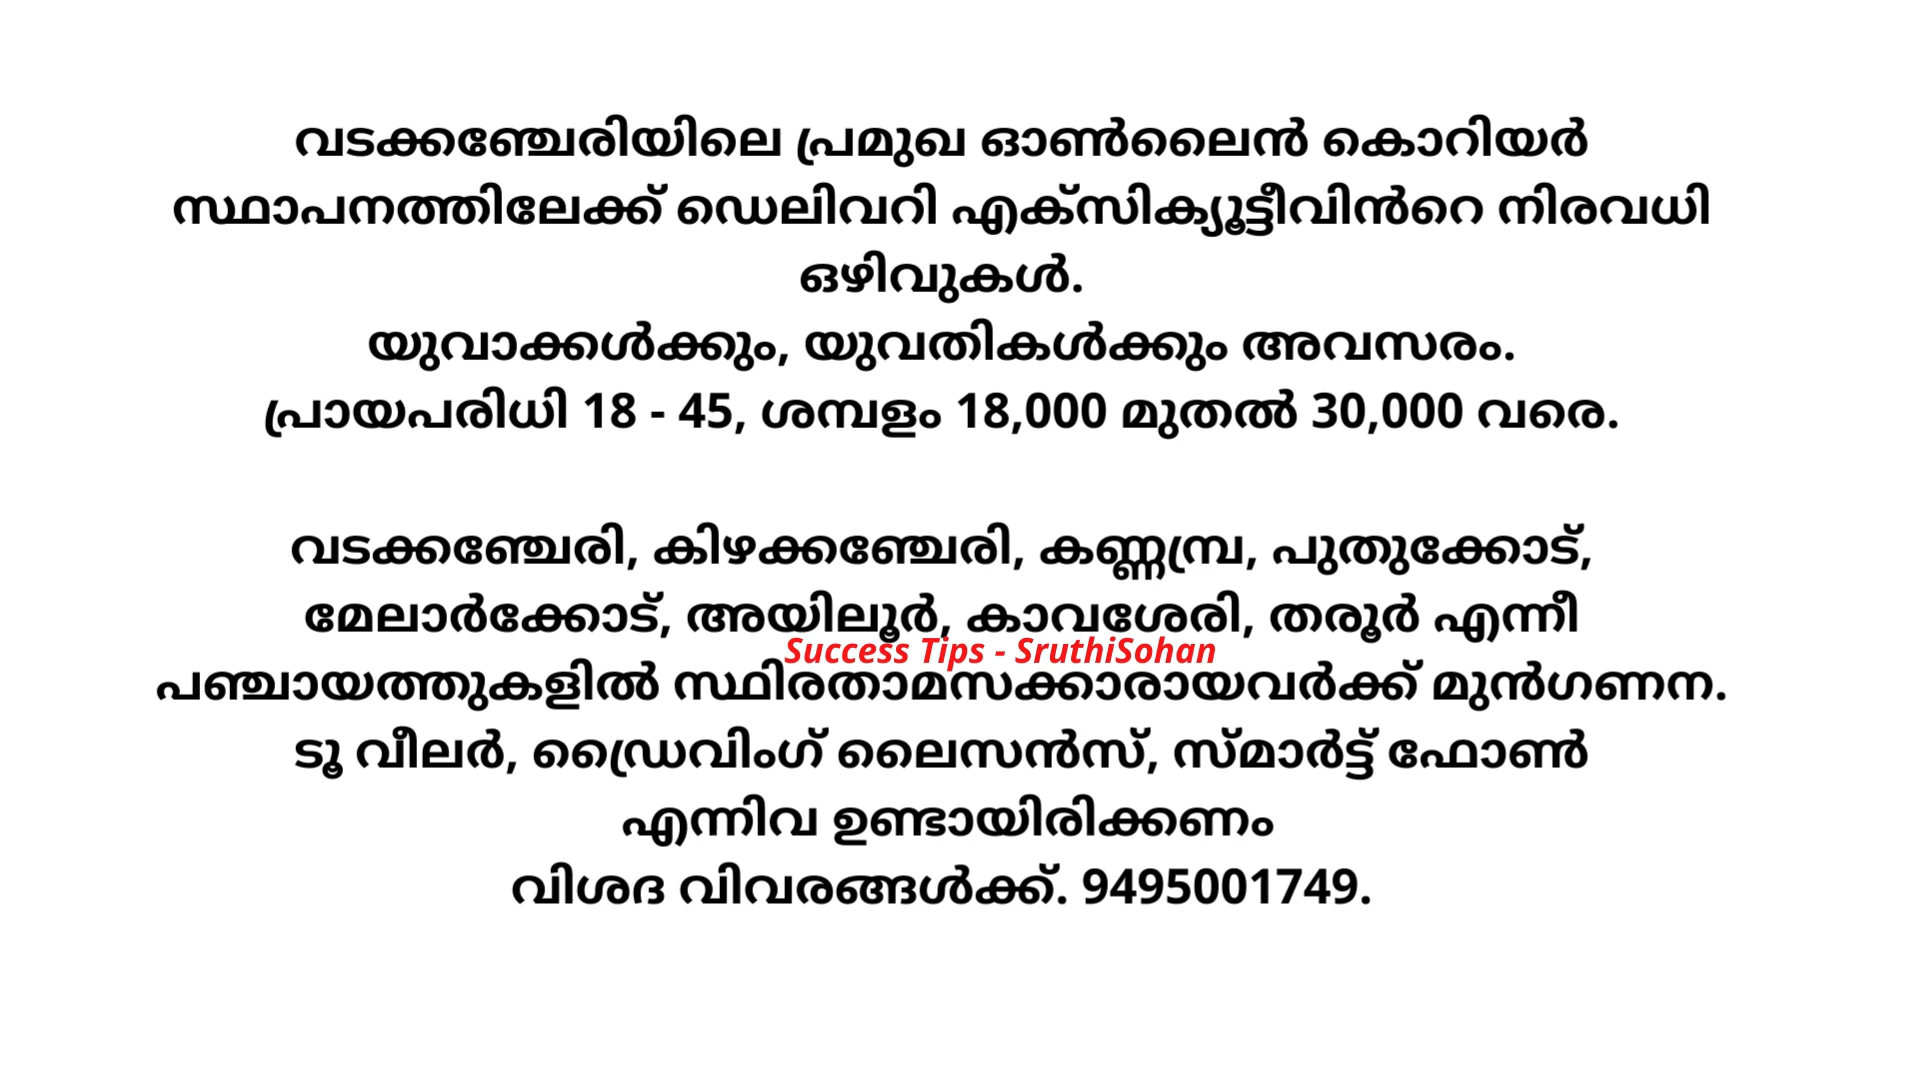 വടക്കഞ്ചേരിയിലെ പ്രമുഖ ഓൺലൈൻ കൊറിയർ
സ്ഥാപനത്തിലേക്ക് ഡെലിവറി എക്സിക്യൂട്ടീവിൻറെ നിരവധി
ഒഴിവുകൾ.
യുവാക്കൾക്കും, യുവതികൾക്കും അവസരം.
പ്രായപരിധി 18 - 45, ശമ്പളം 18,000 മുതൽ 30,000 വരെ.
വടക്കഞ്ചേരി, കിഴക്കഞ്ചേരി, കണ്ണമ്പ്ര, പുതുക്കോട്,
മേലാർക്കോട്, അയിലൂർ, കാവശേരി, തരൂർ എന്നീ
Success Tips - SruthiSohan
പഞ്ചായത്തുകളിൽ സ്ഥിരതാമസക്കാരായവർക്ക് മുൻഗണന.
ടൂ വീലർ, ഡ്രൈവിംഗ് ലൈസൻസ്, സ്മാർട്ട് ഫോൺ
എന്നിവ ഉണ്ടായിരിക്കണം
വിശദ വിവരങ്ങൾക്ക്. 9495001749.